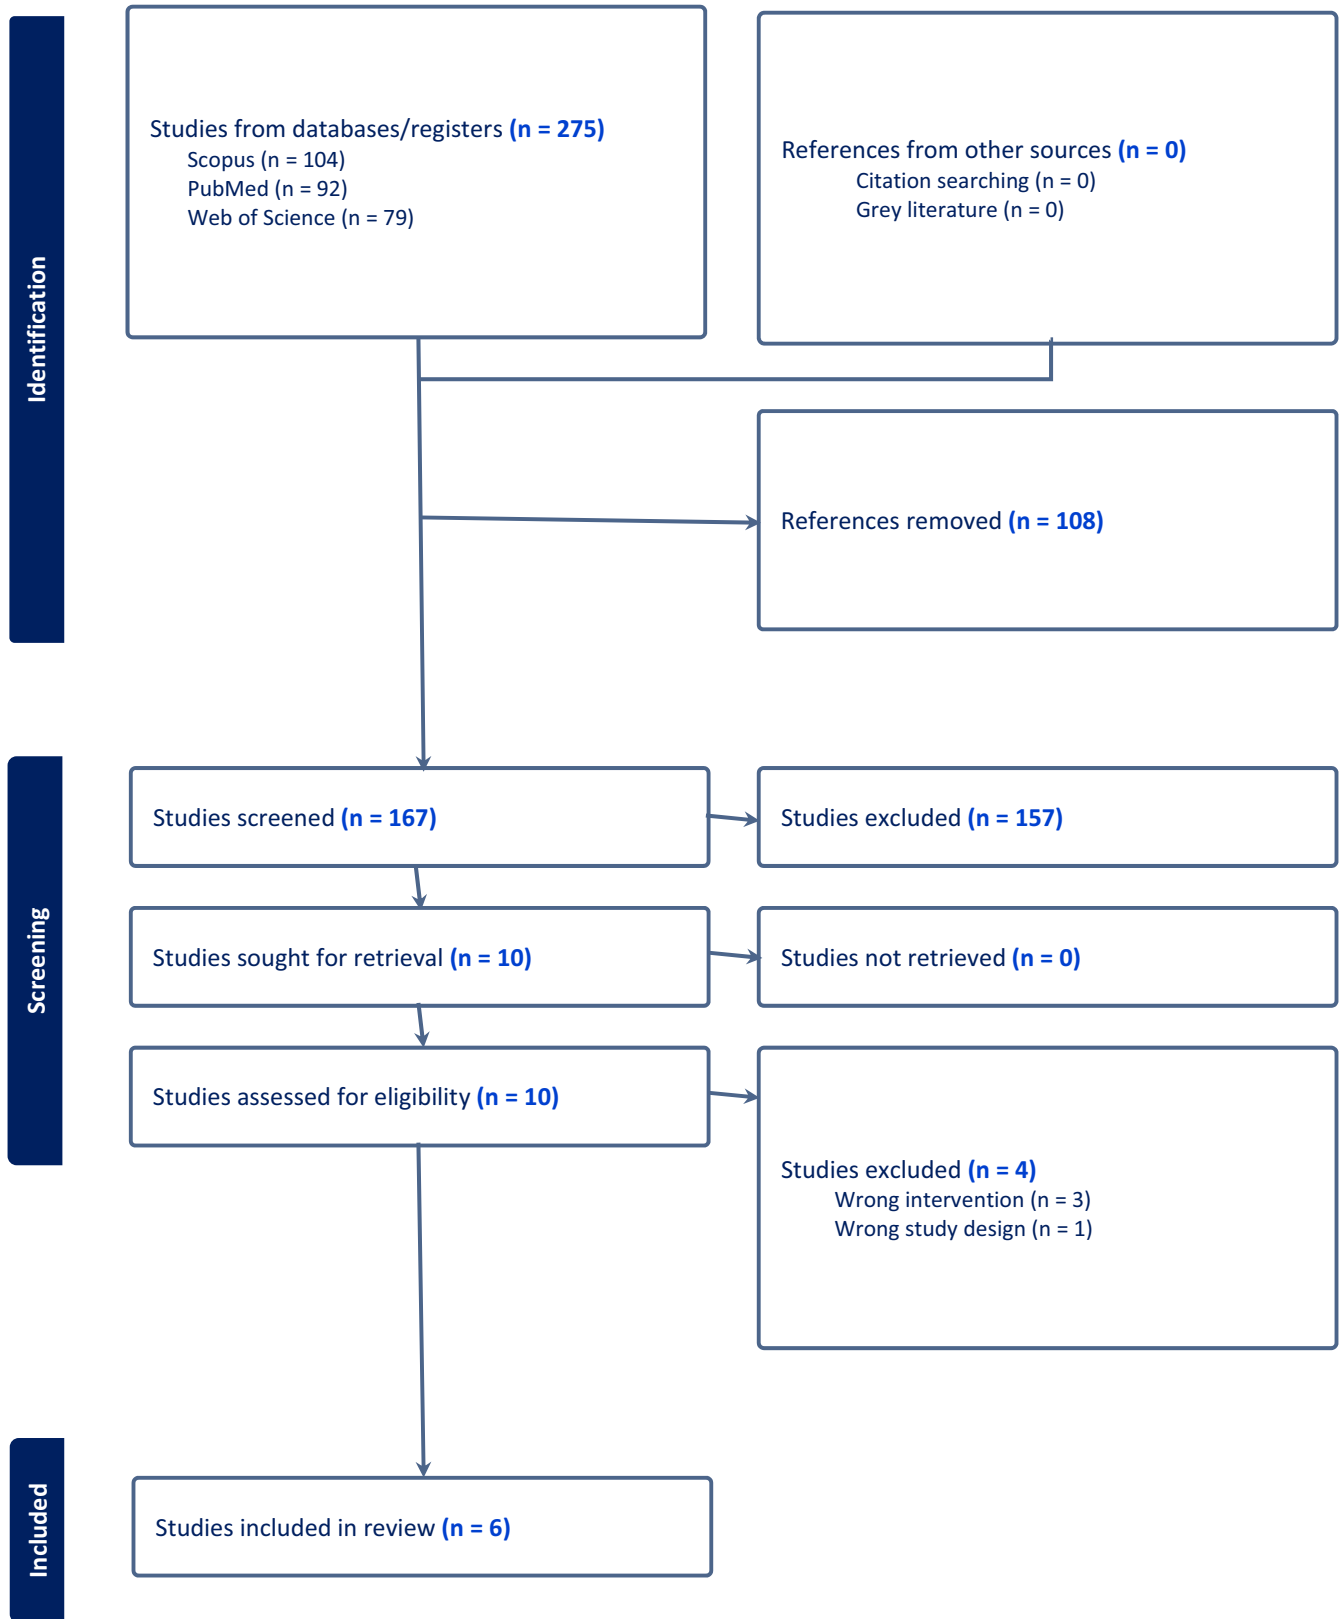 Identification
Studies from databases/registers (n = 275)
Scopus (n = 104)
PubMed (n = 92)
Web of Science (n = 79)
References from other sources (n = 0)
Citation searching (n = 0)
Grey literature (n = 0)
References removed (n = 108)
Screening
Studies screened (n = 167)
Studies excluded (n = 157)
Studies sought for retrieval (n = 10)
Studies not retrieved (n = 0)
Studies assessed for eligibility (n = 10)
Studies excluded (n = 4)
Wrong intervention (n = 3)
Wrong study design (n = 1)
Included
Studies included in review (n = 6)